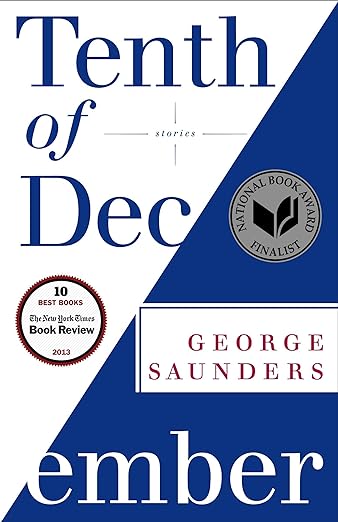 Tenth
of
stories
Dec
NATIONAL BOOK AWARD
FINALIST
10
BEST BOOKS
The New York Times
Book Review
2013
GEORGE
SAUNDERS
ember